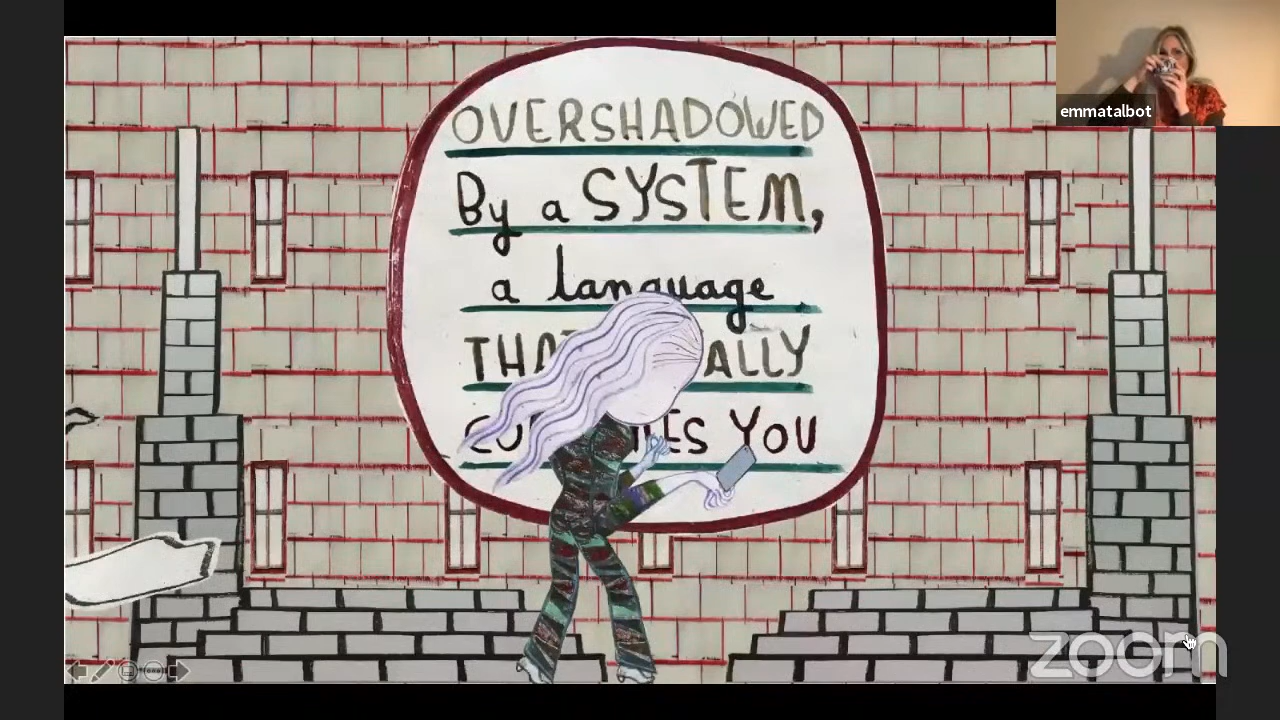 emmatalbot
OVERSHADOWED
By a SYSTEM,
a language
YOU
zoom